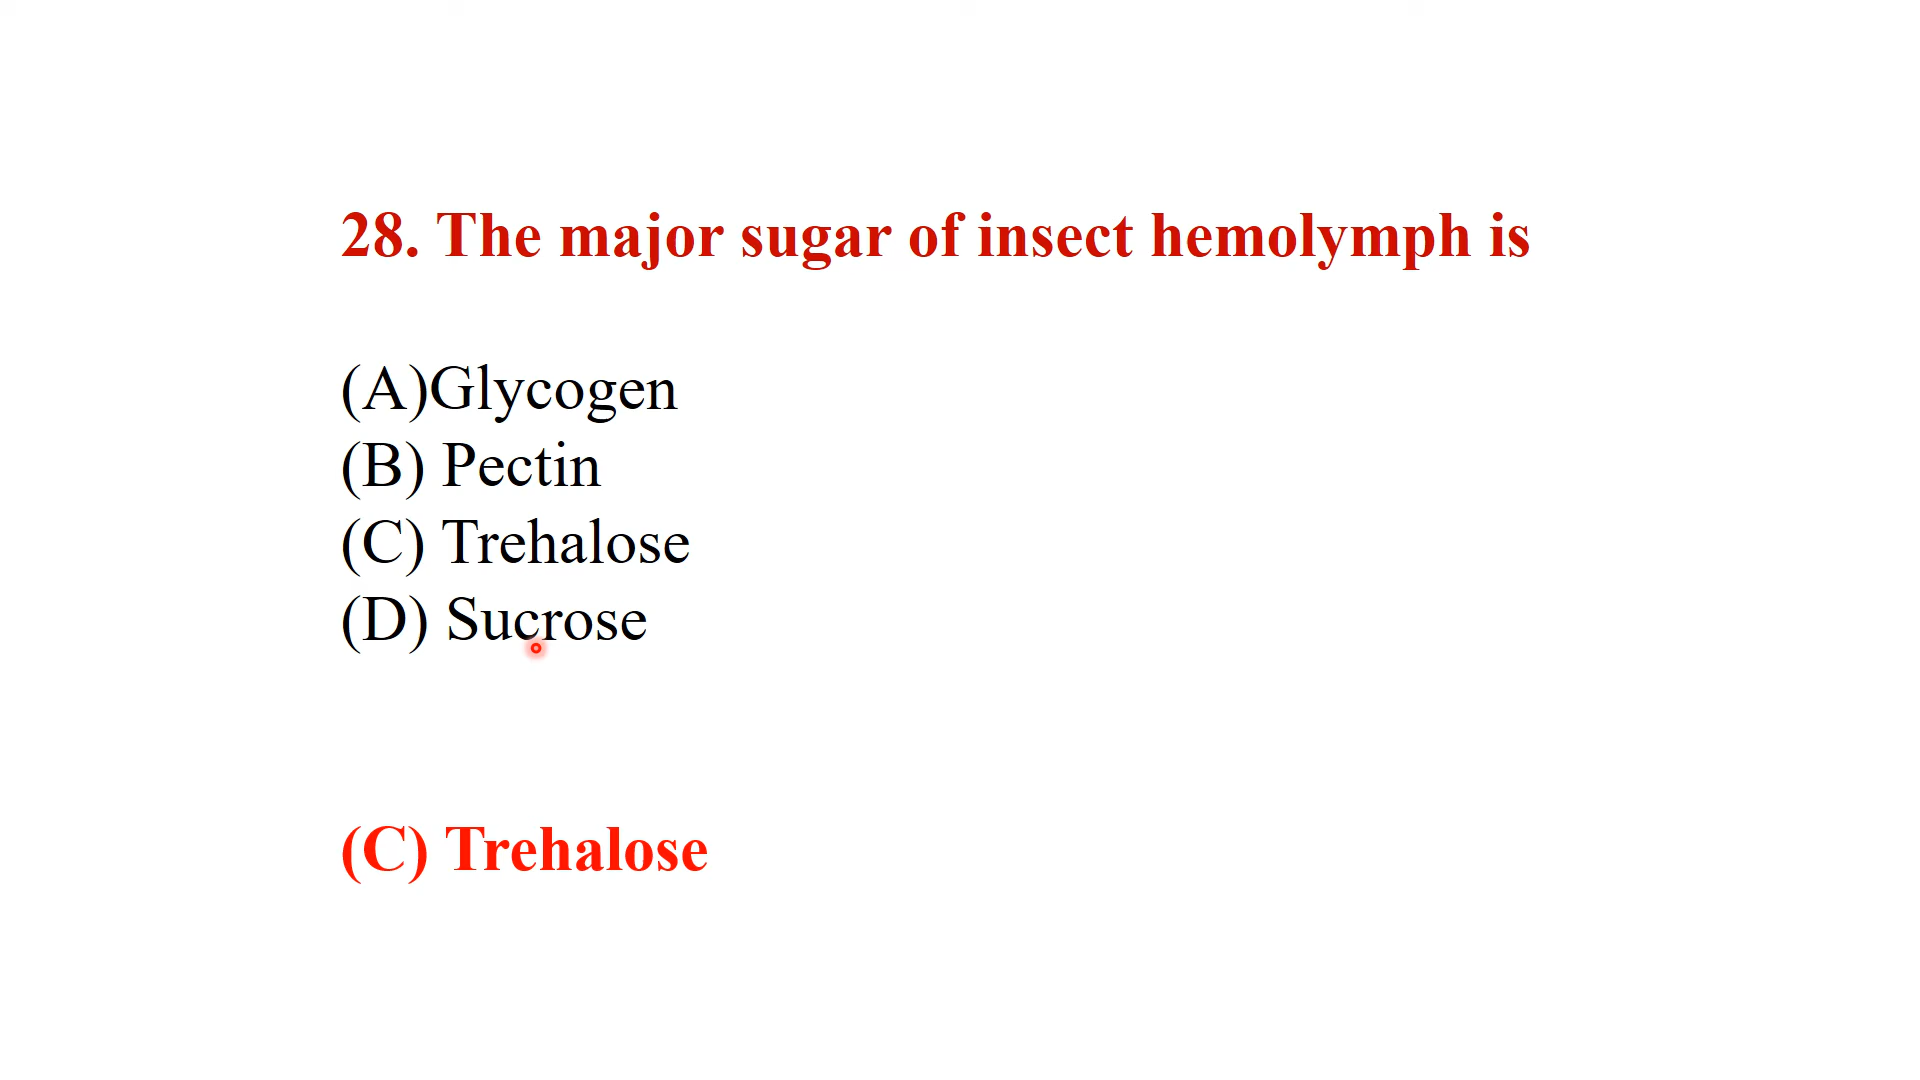 28. The major sugar of insect hemolymph is
(A)Glycogen
(B) Pectin
(C) Trehalose
(D) Sucrose
(C) Trehalose